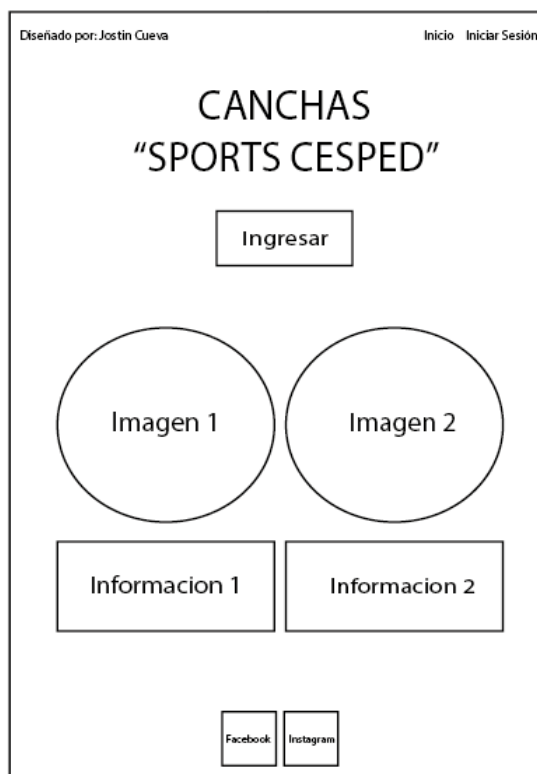 Diseñado por: Jostin Cueva
Inicio Iniciar Sesión
CANCHAS
“SPORTS CESPED”
Ingresar
Imagen 1
Imagen 2
Informacion 1
Informacion 2
Facebook
Instagram